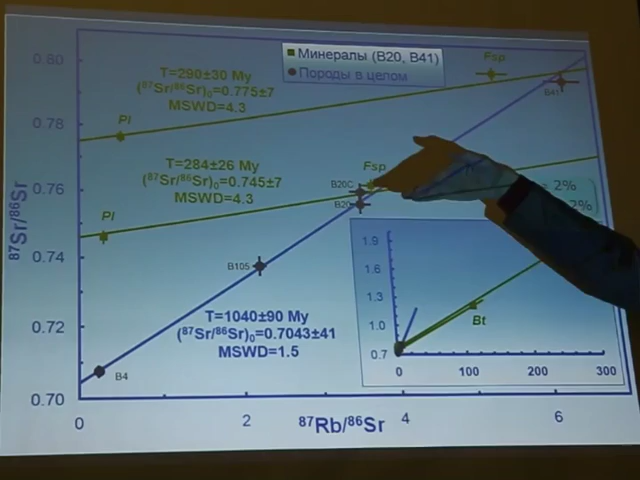 Минералы (B20, B41)
Породы в целом
0.80
0.78
0.76
0.74
0.72
0.70
⁸⁷Sr/⁸⁶Sr
T=290±30 My
(⁸⁷Sr/⁸⁶Sr)₀=0.775±7
MSWD=4.3
Fsp
B41
Pl
T=284±26 My
(⁸⁷Sr/⁸⁶Sr)₀=0.745±7
MSWD=4.3
Fsp
B20C
B20
2%
2%
Pl
B105
T=1040±90 My
(⁸⁷Sr/⁸⁶Sr)₀=0.7043±41
MSWD=1.5
B4
1.9
1.6
1.3
1.0
0.7
Bt
0 100 200 300
0 2 4 6
⁸⁷Rb/⁸⁶Sr